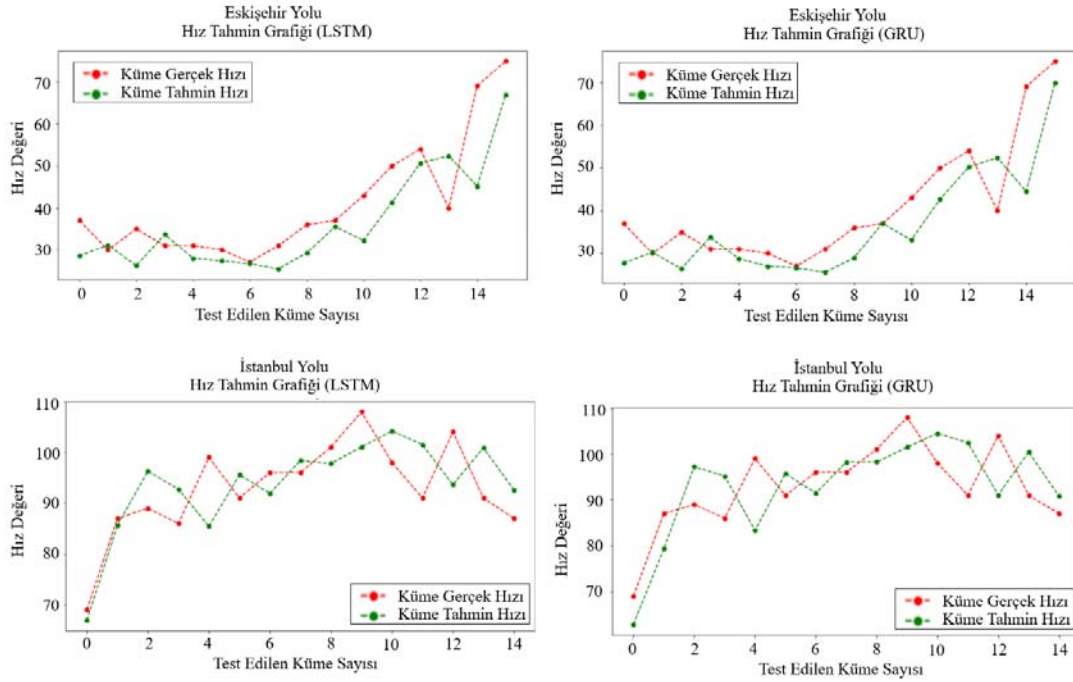 Eskişehir Yolu
Hız Tahmin Grafiği (LSTM)
Küme Gerçek Hızı
Küme Tahmin Hızı
70
60
50
40
30
Hız Değeri
0 2 4 6 8 10 12 14
Test Edilen Küme Sayısı
Eskişehir Yolu
Hız Tahmin Grafiği (GRU)
Küme Gerçek Hızı
Küme Tahmin Hızı
70
60
50
40
30
Hız Değeri
0 2 4 6 8 10 12 14
Test Edilen Küme Sayısı
İstanbul Yolu
Hız Tahmin Grafiği (LSTM)
110
100
90
80
70
Hız Değeri
Küme Gerçek Hızı
Küme Tahmin Hızı
0 2 4 6 8 10 12 14
Test Edilen Küme Sayısı
İstanbul Yolu
Hız Tahmin Grafiği (GRU)
110
100
90
80
70
Hız Değeri
Küme Gerçek Hızı
Küme Tahmin Hızı
0 2 4 6 8 10 12 14
Test Edilen Küme Sayısı